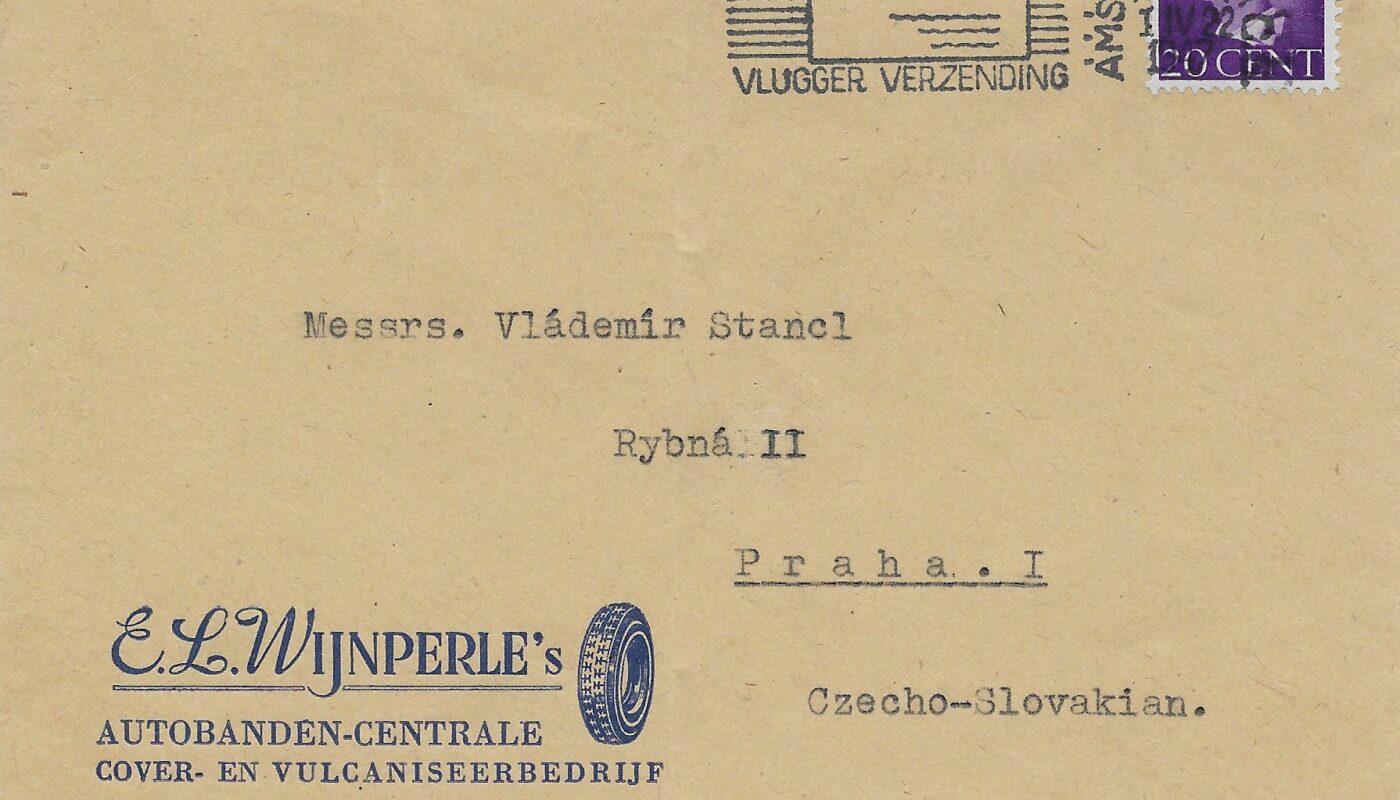 VLUGGER VERZENDING
20 CENT
Messrs. Vládemír Stancl
Rybná II
Praha. I
Czecho-Slovakian.
E.L. WIJNPERLE's
AUTOBANDEN-CENTRALE
COVER- EN VULCANISEERBEDRIJF